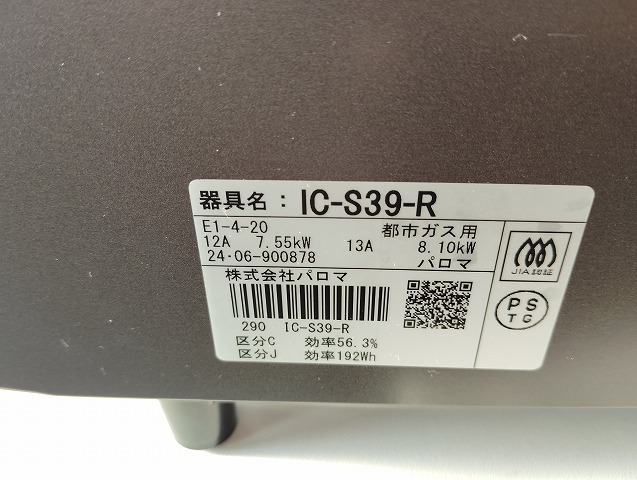 器具名： IC-S39-R
E1-4-20 都市ガス用
12A 7.55kW 13A 8.10kW
24·06-900878 パロマ
株式会社パロマ
290 IC-S39-R
区分C 効率56.3%
区分J 効率192Wh
JIA認証
PS
TG